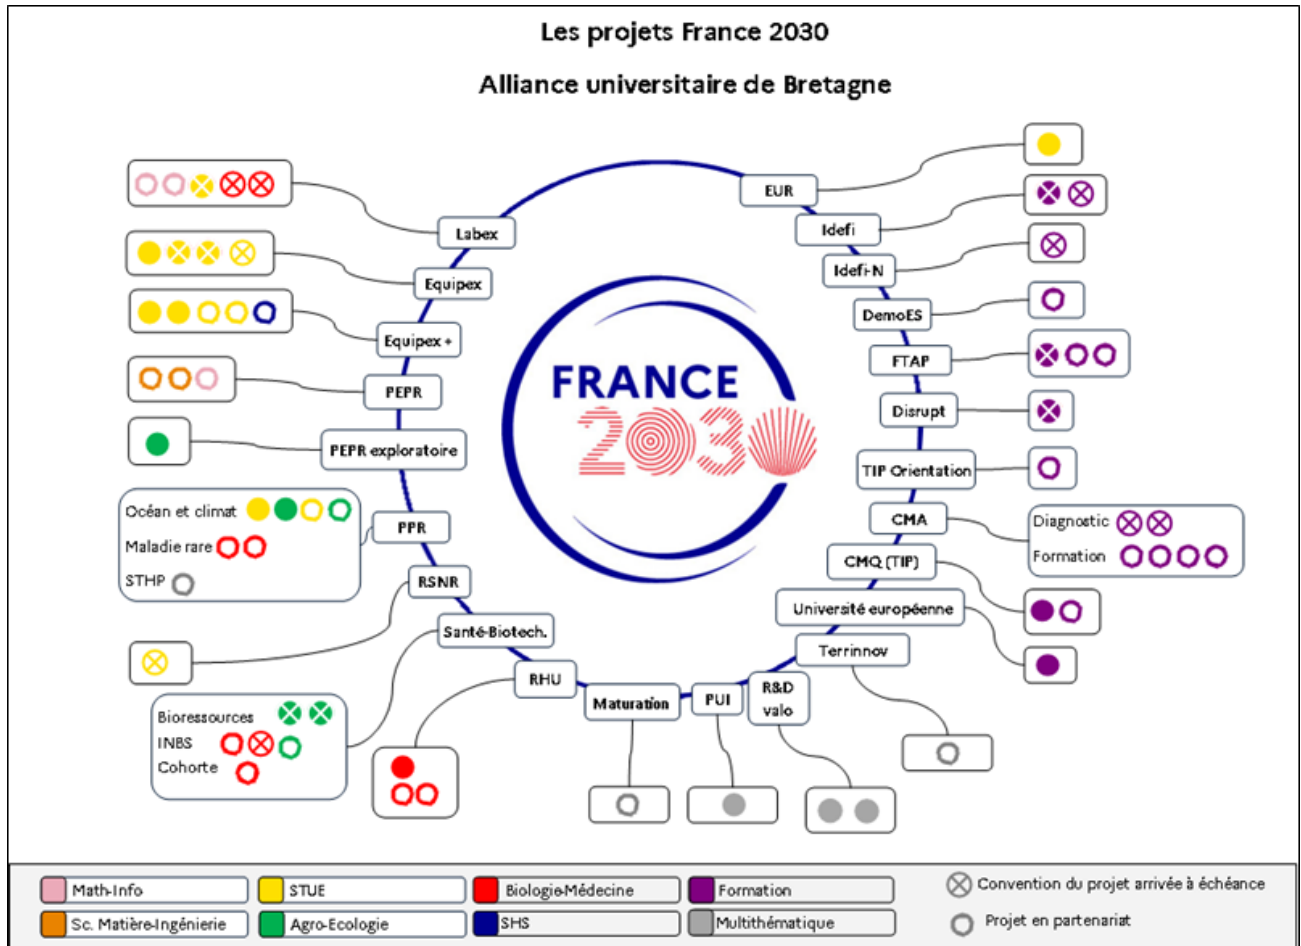 Les projets France 2030
Alliance universitaire de Bretagne
EUR
Labex
Idefi
Idefi-N
Equipex
DemoES
Equipex +
FTAP
FRANCE
2030
PEPR
Disrupt
PEPR exploratoire
TIP Orientation
Océan et climat
Maladie rare
STHP
PPR
CMA
Diagnostic
Formation
CMQ (TIP)
RSNR
Université européenne
Santé-Biotech.
Terrinnov
RHU
Maturation
PUI
R&D
valo
Bioressources
INBS
Cohorte
Math-Info
STUE
Biologie-Médecine
Formation
Convention du projet arrivée à échéance
Sc. Matière-Ingénierie
Agro-Ecologie
SHS
Multithématique
Projet en partenariat